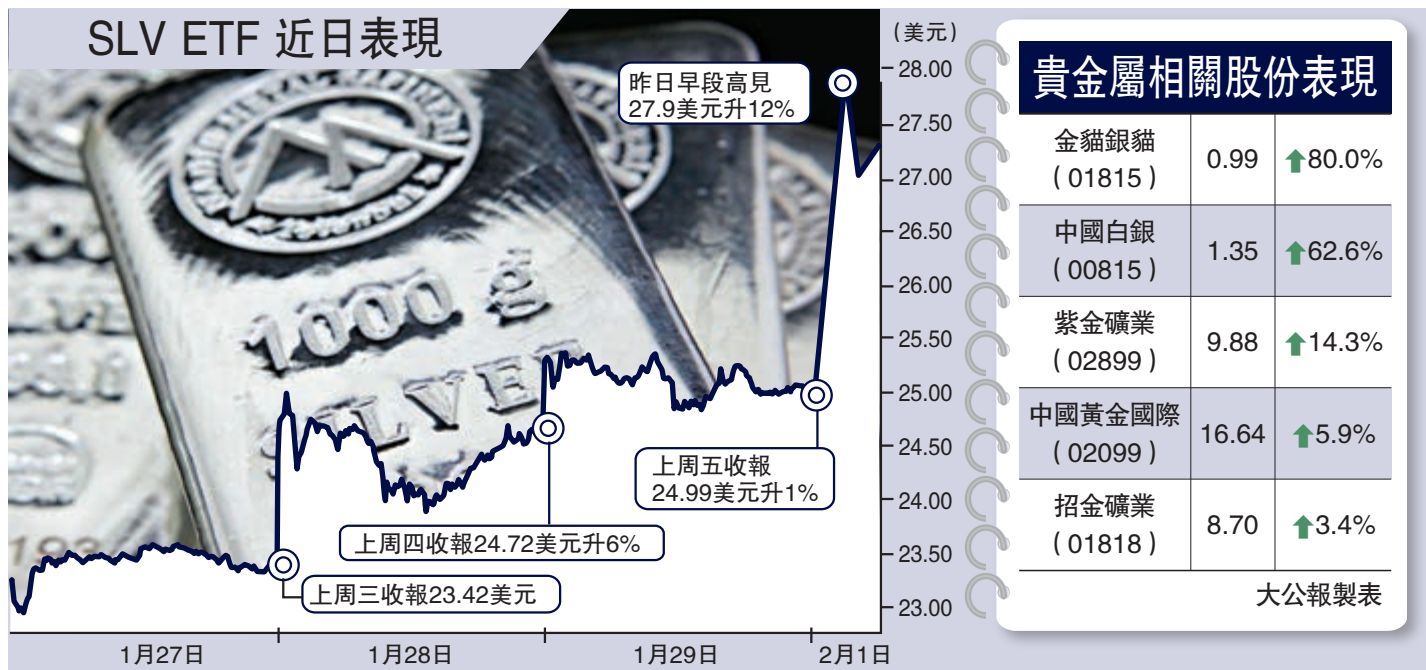 SLV ETF 近日表現
(美元)
28.00
27.50
27.00
26.50
26.00
25.50
25.00
24.50
24.00
23.50
23.00
昨日早段高見
27.9美元升12%
上周五收報
24.99美元升1%
上周四收報24.72美元升6%
上周三收報23.42美元
1月27日
1月28日
1月29日
2月1日
1000 g
SILVER
193
貴金屬相關股份表現
金貓銀貓
(01815)
0.99
80.0%
中國白銀
(00815)
1.35
62.6%
紫金礦業
(02899)
9.88
14.3%
中國黃金國際
(02099)
16.64
5.9%
招金礦業
(01818)
8.70
3.4%
大公報製表